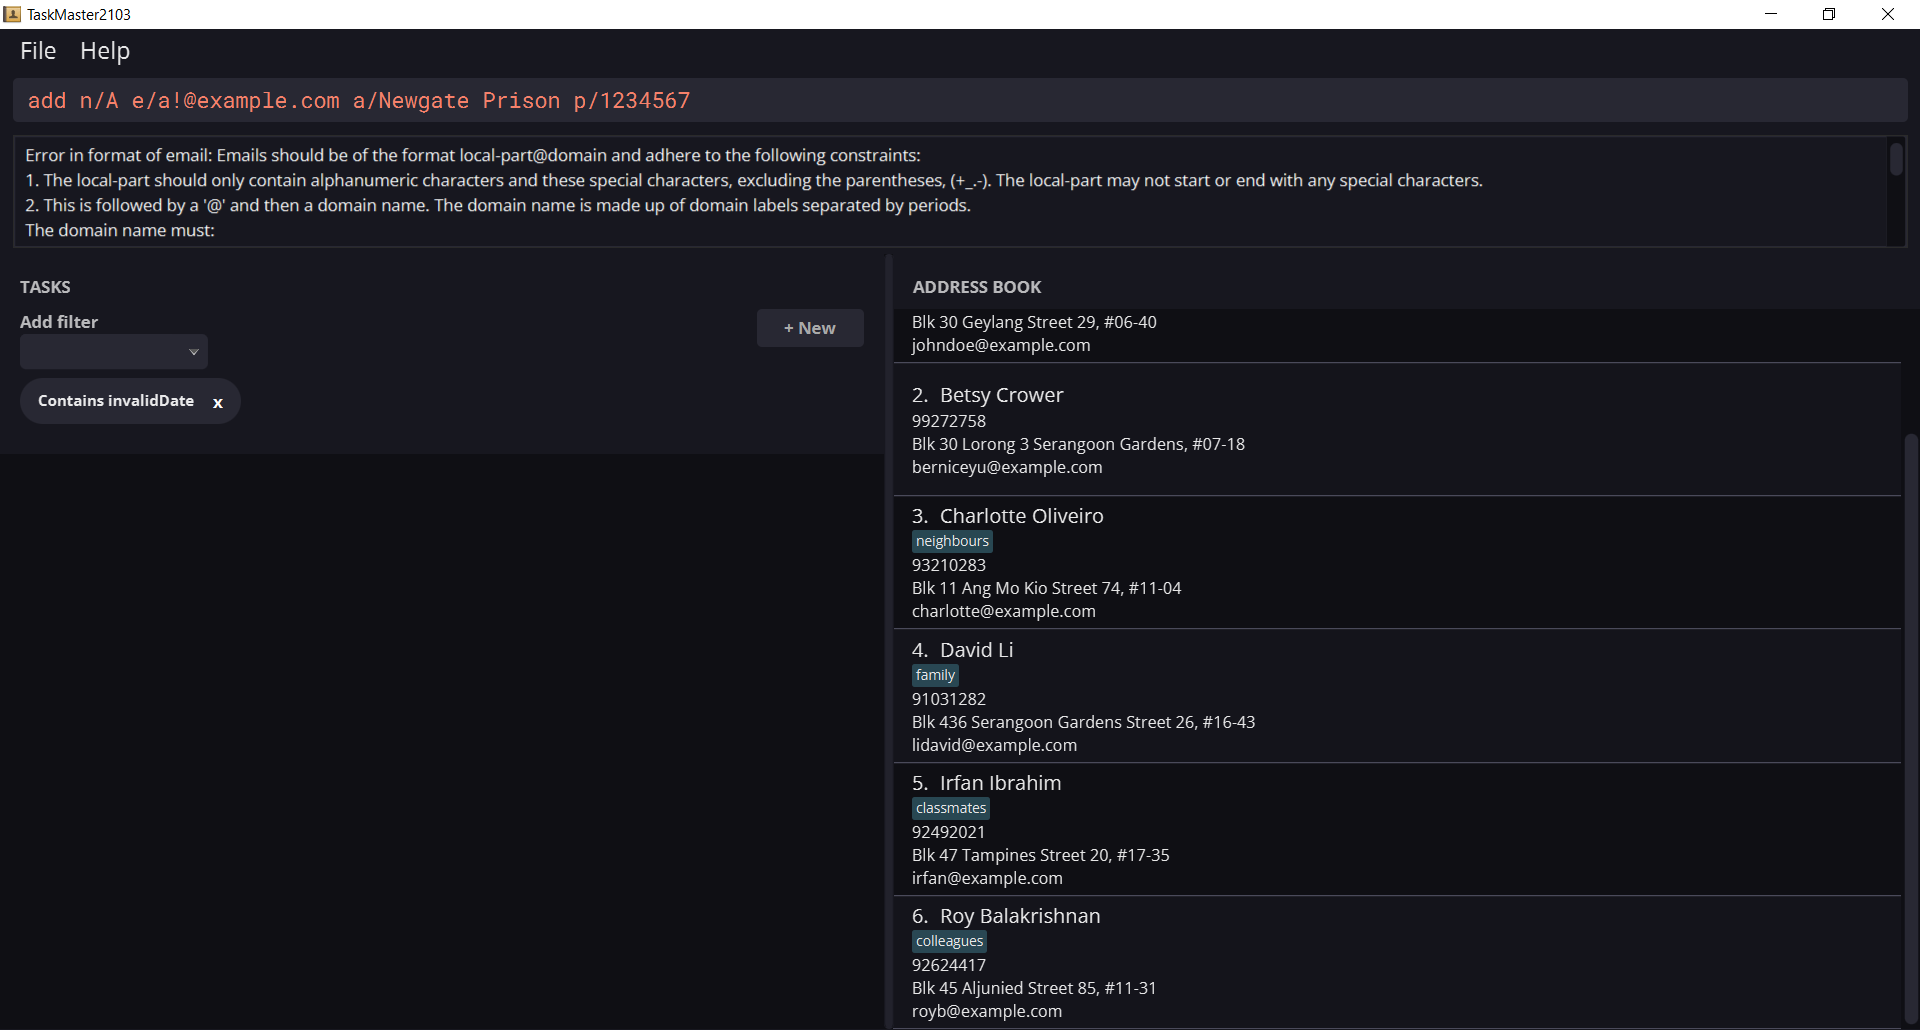 TaskMaster2103
File Help
add n/A e/a!@example.com a/Newgate Prison p/1234567
Error in format of email: Emails should be of the format local-part@domain and adhere to the following constraints:
1. The local-part should only contain alphanumeric characters and these special characters, excluding the parentheses, (+_.-). The local-part may not start or end with any special characters.
2. This is followed by a '@' and then a domain name. The domain name is made up of domain labels separated by periods.
The domain name must:
TASKS
Add filter
+ New
Contains invalidDate x
ADDRESS BOOK
Blk 30 Geylang Street 29, #06-40
johndoe@example.com
2. Betsy Crower
99272758
Blk 30 Lorong 3 Serangoon Gardens, #07-18
berniceyu@example.com
3. Charlotte Oliveiro
neighbours
93210283
Blk 11 Ang Mo Kio Street 74, #11-04
charlotte@example.com
4. David Li
family
91031282
Blk 436 Serangoon Gardens Street 26, #16-43
lidavid@example.com
5. Irfan Ibrahim
classmates
92492021
Blk 47 Tampines Street 20, #17-35
irfan@example.com
6. Roy Balakrishnan
colleagues
92624417
Blk 45 Aljunied Street 85, #11-31
royb@example.com